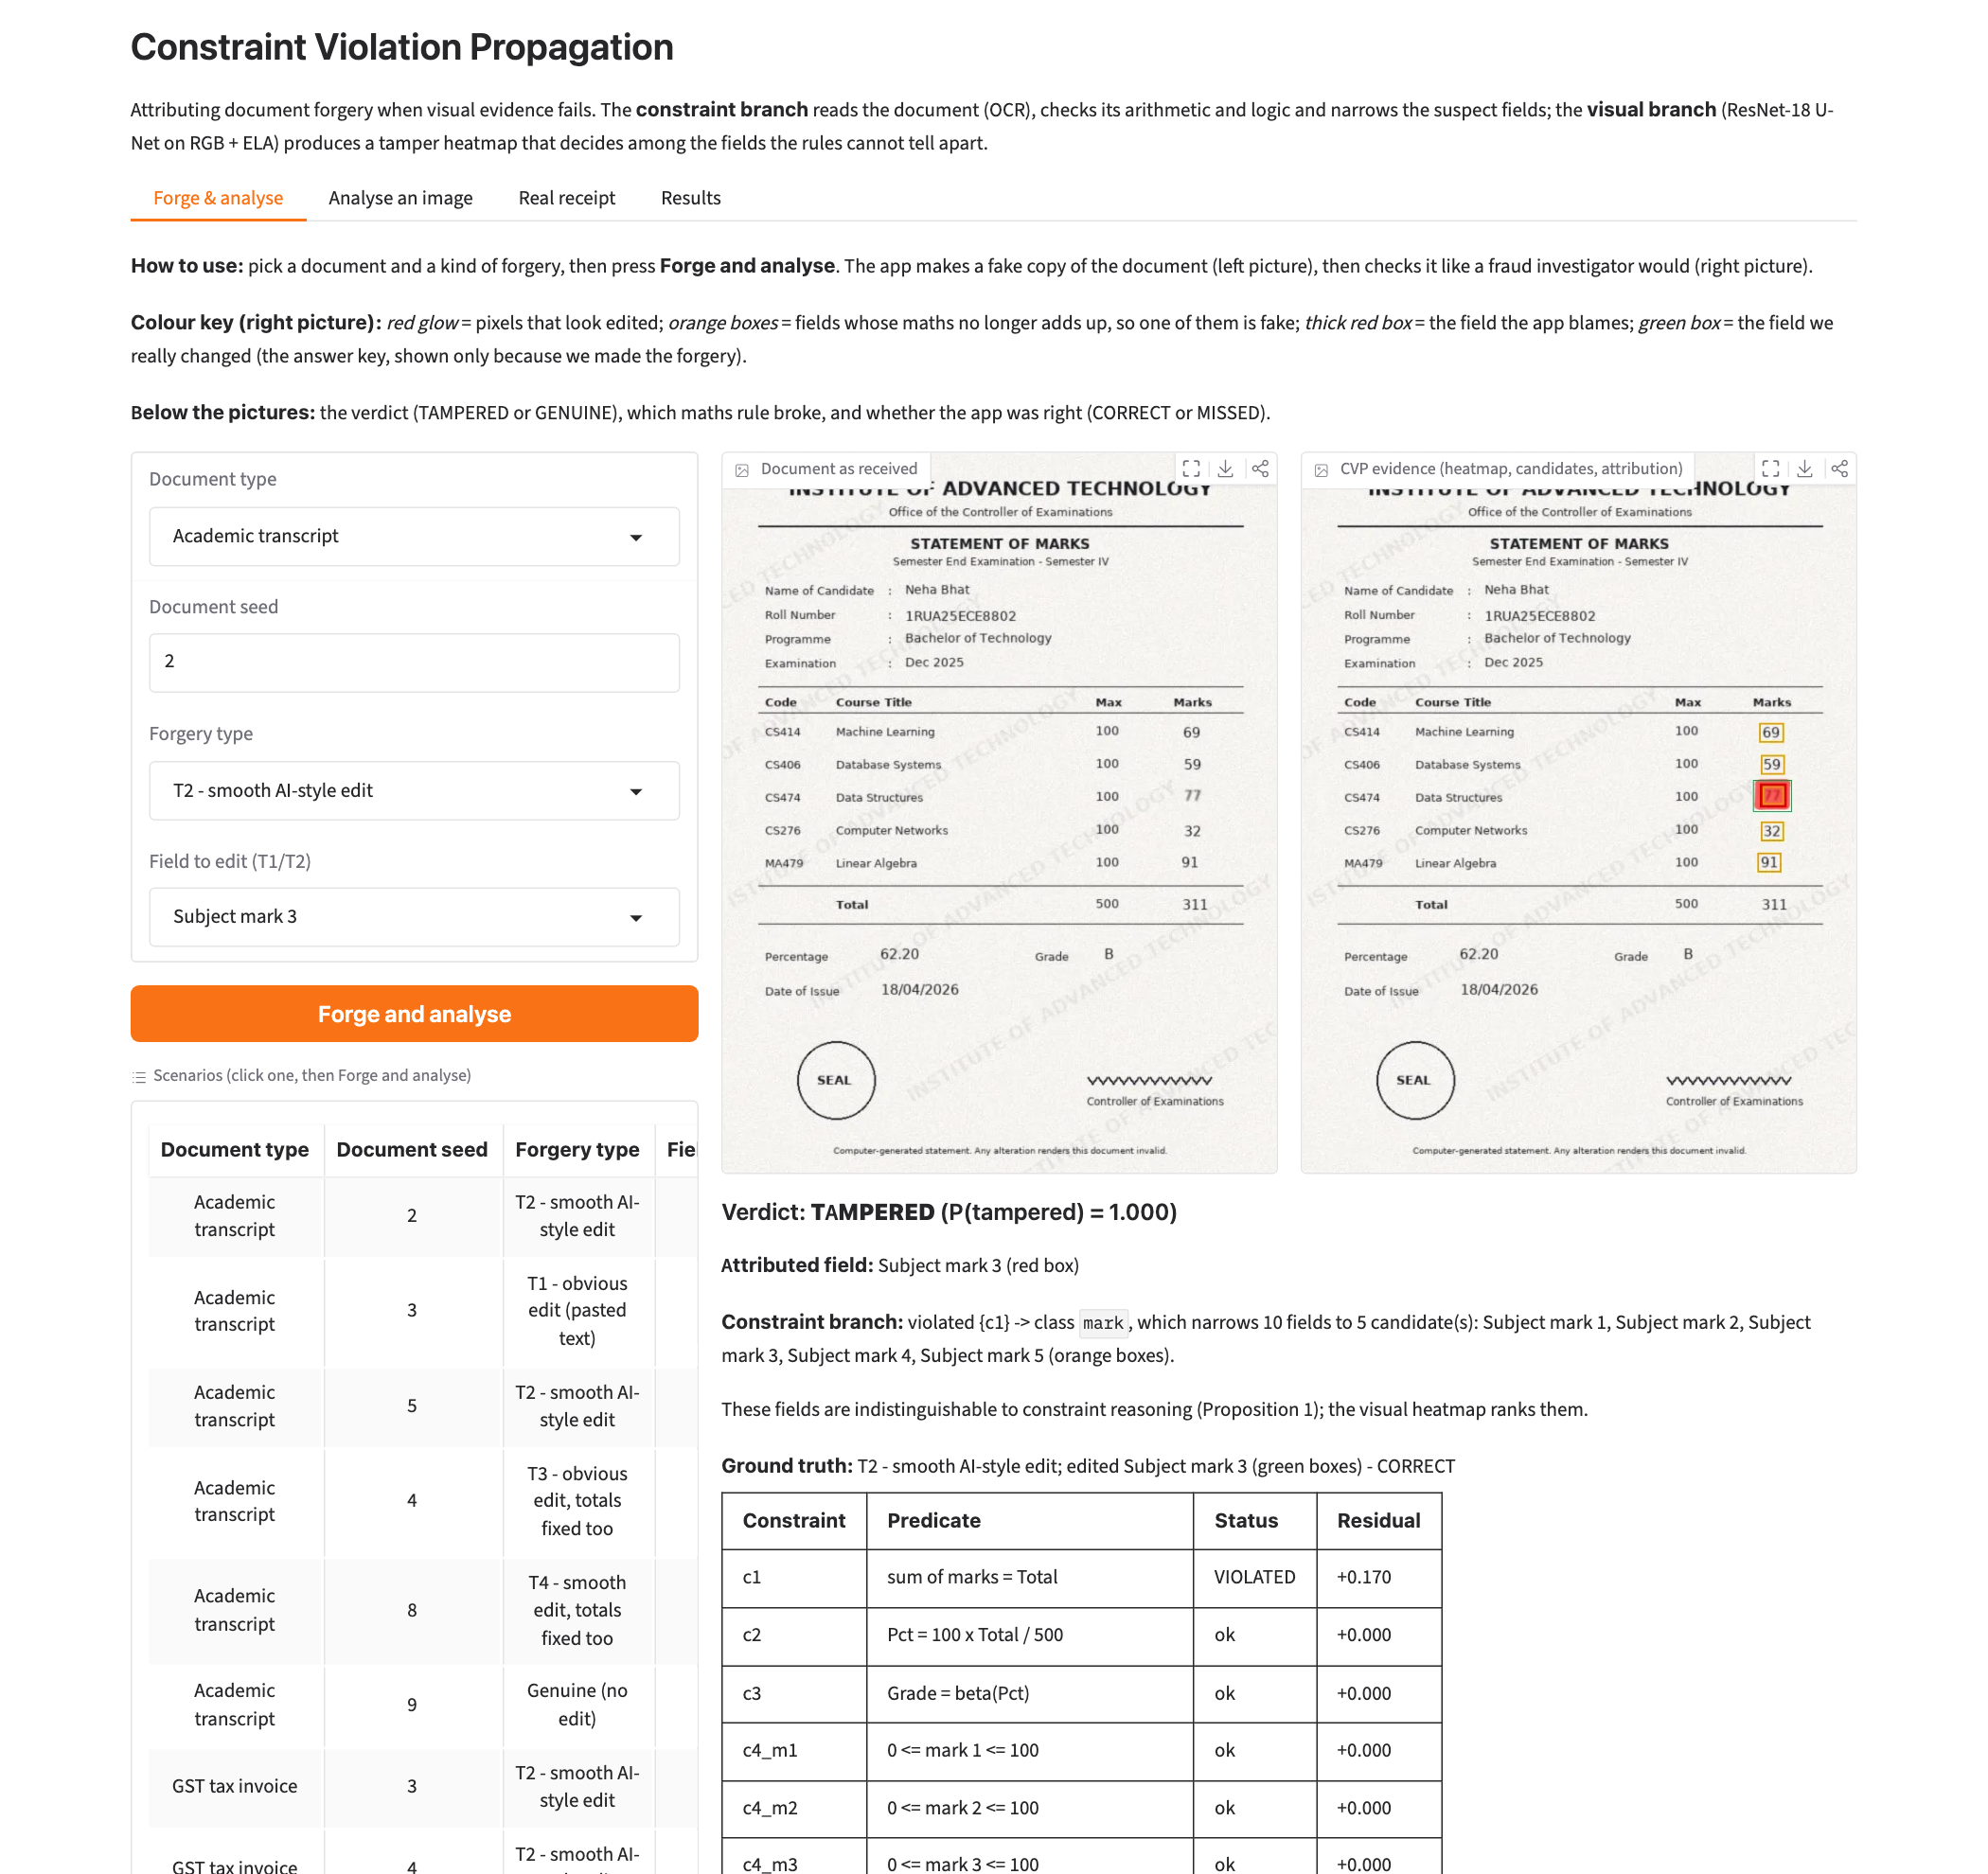 Constraint Violation Propagation
Attributing document forgery when visual evidence fails. The constraint branch reads the document (OCR), checks its arithmetic and logic and narrows the suspect fields; the visual branch (ResNet-18 U-
Net on RGB + ELA) produces a tamper heatmap that decides among the fields the rules cannot tell apart.
Forge & analyse Analyse an image Real receipt Results
How to use: pick a document and a kind of forgery, then press Forge and analyse. The app makes a fake copy of the document (left picture), then checks it like a fraud investigator would (right picture).
Colour key (right picture): red glow = pixels that look edited; orange boxes = fields whose maths no longer adds up, so one of them is fake; thick red box = the field the app blames; green box = the field we
really changed (the answer key, shown only because we made the forgery).
Below the pictures: the verdict (TAMPERED or GENUINE), which maths rule broke, and whether the app was right (CORRECT or MISSED).
Document type
Academic transcript
Document seed
2
Forgery type
T2 - smooth AI-style edit
Field to edit (T1/T2)
Subject mark 3
Forge and analyse
Scenarios (click one, then Forge and analyse)
Document type Document seed Forgery type Fiel
Academic transcript 2 T2 - smooth AI-style edit
Academic transcript 3 T1 - obvious edit (pasted text)
Academic transcript 5 T2 - smooth AI-style edit
Academic transcript 4 T3 - obvious edit, totals fixed too
Academic transcript 8 T4 - smooth edit, totals fixed too
Academic transcript 9 Genuine (no edit)
GST tax invoice 3 T2 - smooth AI-style edit
GST tax invoice 4 T2 - smooth AI-
Document as received
INSTITUTE OF ADVANCED TECHNOLOGY
Office of the Controller of Examinations
STATEMENT OF MARKS
Semester End Examination - Semester IV
Name of Candidate : Neha Bhat
Roll Number : 1RUA25ECE8802
Programme : Bachelor of Technology
Examination : Dec 2025
Code Course Title Max Marks
CS414 Machine Learning 100 69
CS406 Database Systems 100 59
CS474 Data Structures 100 77
CS276 Computer Networks 100 32
MA479 Linear Algebra 100 91
Total 500 311
Percentage 62.20 Grade B
Date of Issue 18/04/2026
SEAL
Controller of Examinations
Computer-generated statement. Any alteration renders this document invalid.
CVP evidence (heatmap, candidates, attribution)
INSTITUTE OF ADVANCED TECHNOLOGY
Office of the Controller of Examinations
STATEMENT OF MARKS
Semester End Examination - Semester IV
Name of Candidate : Neha Bhat
Roll Number : 1RUA25ECE8802
Programme : Bachelor of Technology
Examination : Dec 2025
Code Course Title Max Marks
CS414 Machine Learning 100 69
CS406 Database Systems 100 59
CS474 Data Structures 100 77
CS276 Computer Networks 100 32
MA479 Linear Algebra 100 91
Total 500 311
Percentage 62.20 Grade B
Date of Issue 18/04/2026
SEAL
Controller of Examinations
Computer-generated statement. Any alteration renders this document invalid.
Verdict: TAMPERED (P(tampered) = 1.000)
Attributed field: Subject mark 3 (red box)
Constraint branch: violated {c1} -> class mark, which narrows 10 fields to 5 candidate(s): Subject mark 1, Subject mark 2, Subject
mark 3, Subject mark 4, Subject mark 5 (orange boxes).
These fields are indistinguishable to constraint reasoning (Proposition 1); the visual heatmap ranks them.
Ground truth: T2 - smooth AI-style edit; edited Subject mark 3 (green boxes) - CORRECT
Constraint Predicate Status Residual
c1 sum of marks = Total VIOLATED +0.170
c2 Pct = 100 x Total / 500 ok +0.000
c3 Grade = beta(Pct) ok +0.000
c4_m1 0 <= mark 1 <= 100 ok +0.000
c4_m2 0 <= mark 2 <= 100 ok +0.000
c4_m3 0 <= mark 3 <= 100 ok +0.000